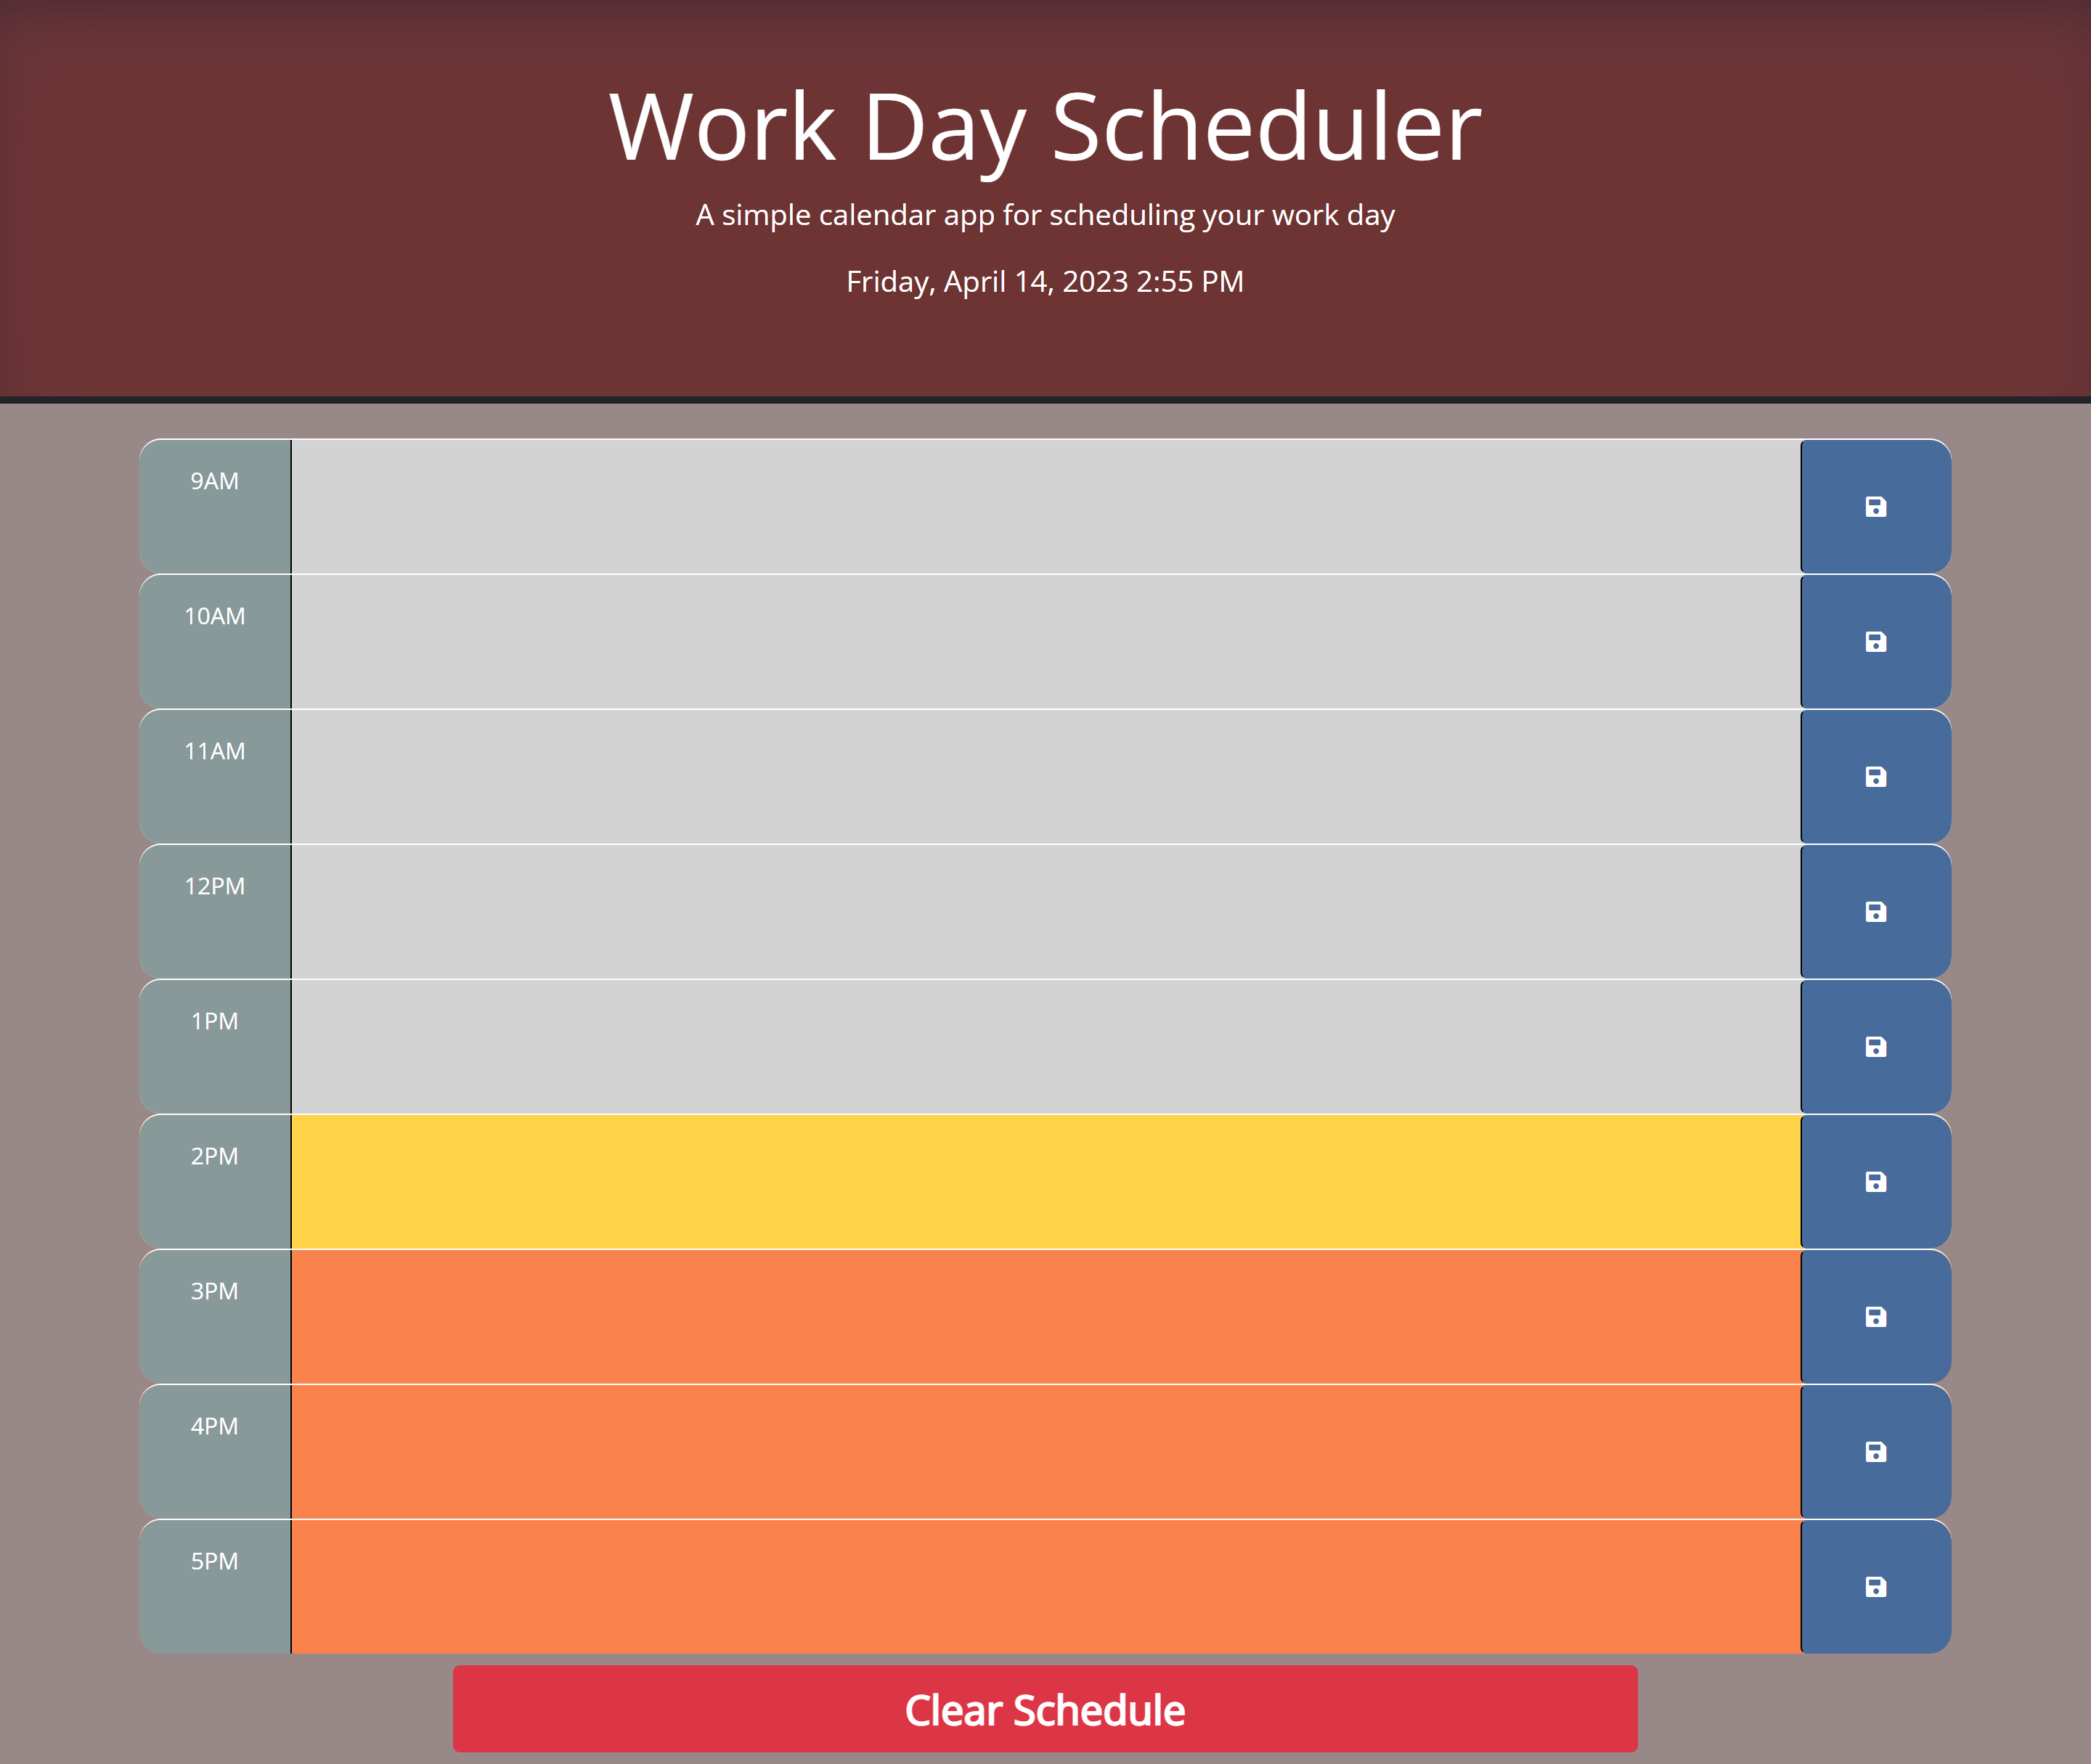 Work Day Scheduler
A simple calendar app for scheduling your work day
Friday, April 14, 2023 2:55 PM
9AM
10AM
11AM
12PM
1PM
2PM
3PM
4PM
5PM
Clear Schedule